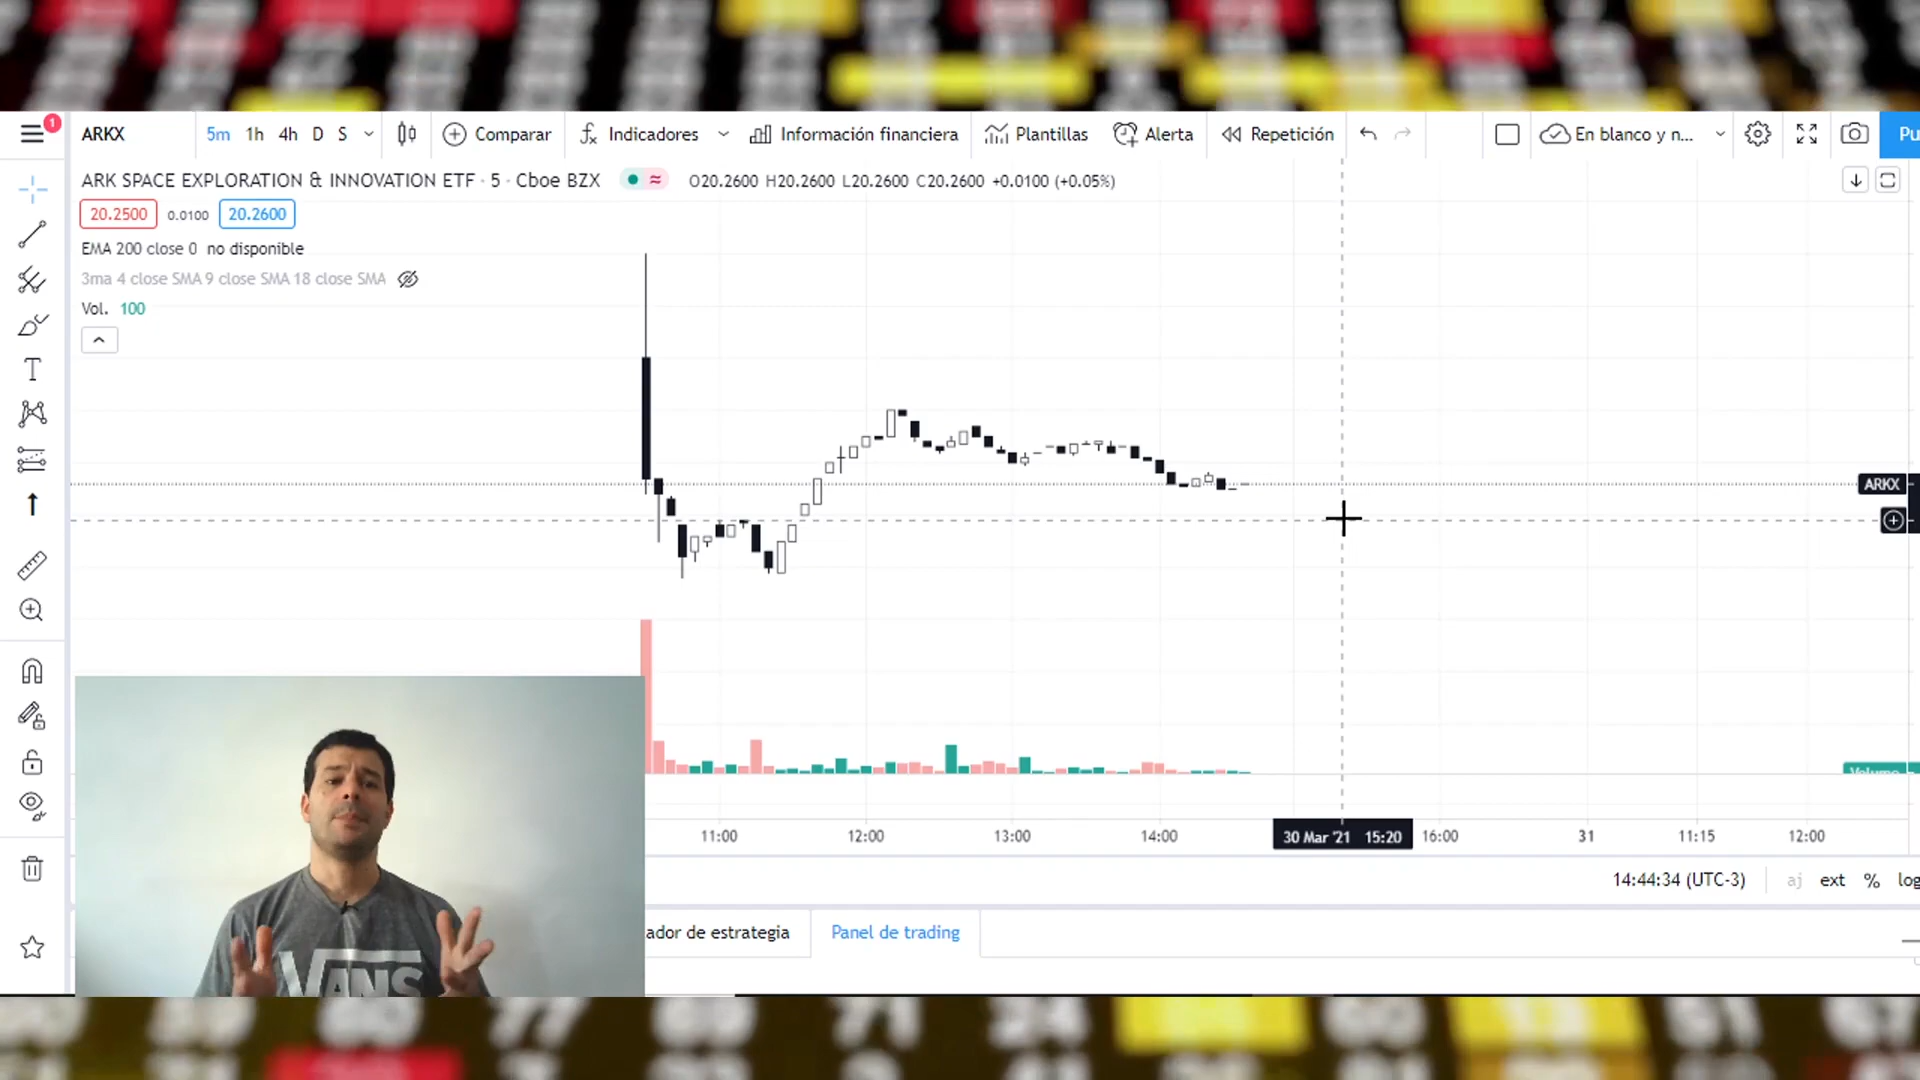 1
ARKX
5m 1h 4h D S
Comparar
Indicadores
Información financiera
Plantillas
Alerta
Repetición
En blanco y n...
Pu
ARK SPACE EXPLORATION & INNOVATION ETF · 5 · Cboe BZX
O20.2600 H20.2600 L20.2600 C20.2600 +0.0100 (+0.05%)
20.2500 0.0100 20.2600
EMA 200 close 0 no disponible
3ma 4 close SMA 9 close SMA 18 close SMA
Vol. 100
ARKX
Volume
11:00 12:00 13:00 14:00 30 Mar '21 15:20 16:00 31 11:15 12:00
14:44:34 (UTC-3) aj ext % log
ador de estrategia Panel de trading
VANS